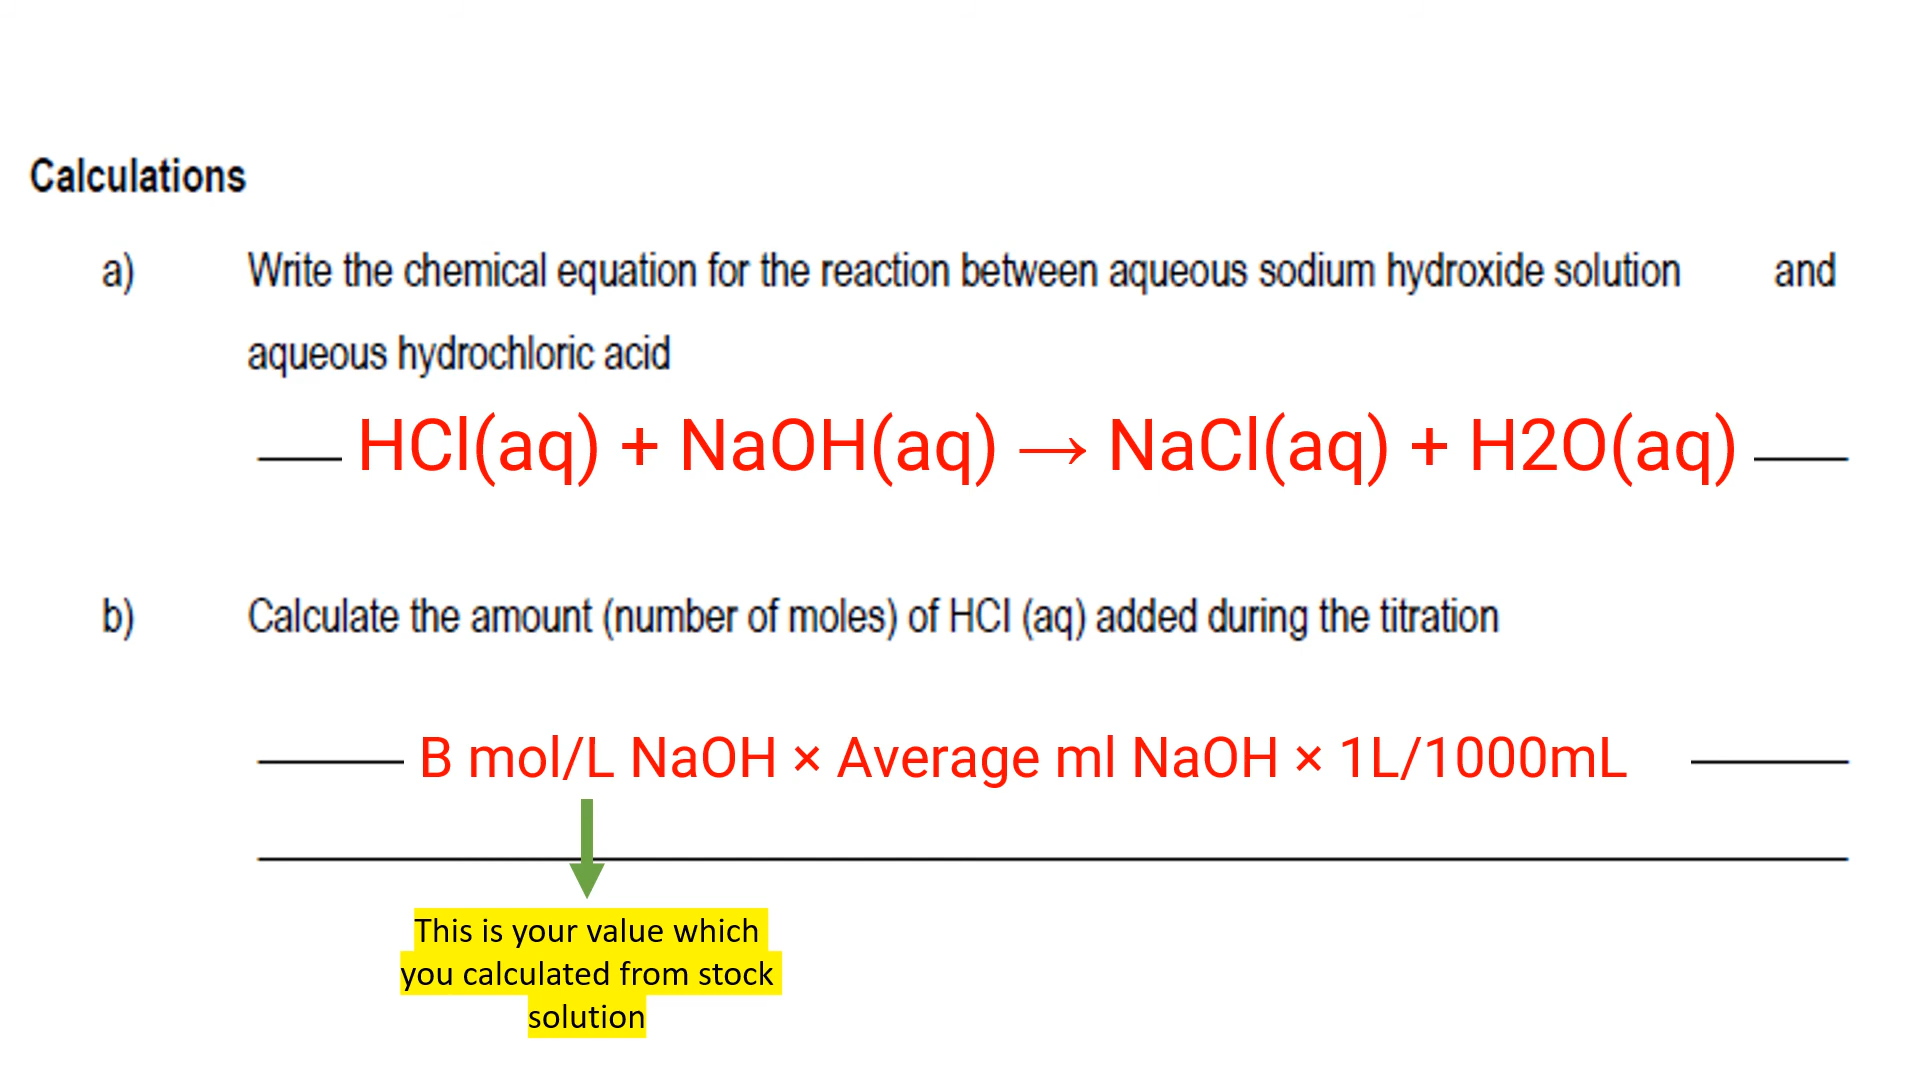 Calculations
a) Write the chemical equation for the reaction between aqueous sodium hydroxide solution and
aqueous hydrochloric acid
HCl(aq) + NaOH(aq) → NaCl(aq) + H2O(aq)
b) Calculate the amount (number of moles) of HCl (aq) added during the titration
B mol/L NaOH × Average ml NaOH × 1L/1000mL
This is your value which
you calculated from stock
solution